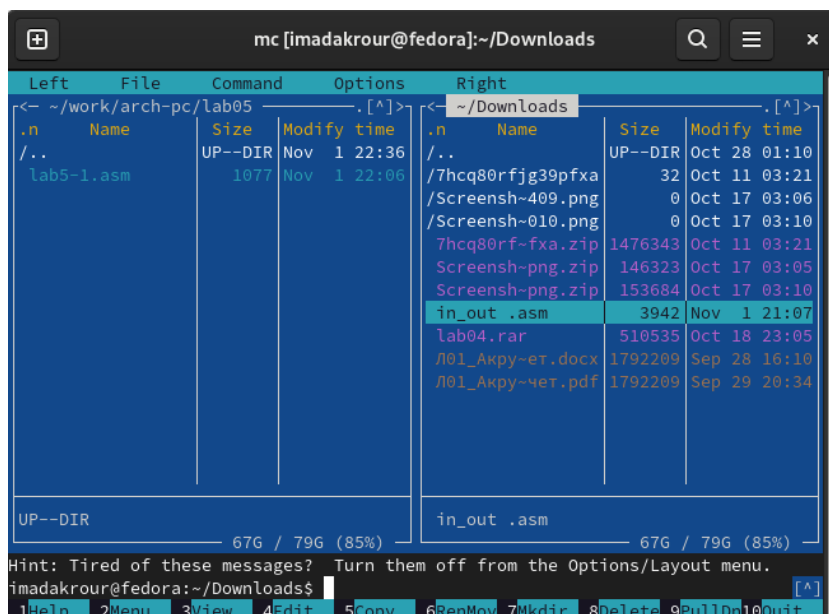 mc [imadakrour@fedora]:~/Downloads
Left File Command Options Right
<— ~/work/arch-pc/lab05 —.[^]>
.n Name Size Modify time
/.. UP--DIR Nov 1 22:36
lab5-1.asm 1077 Nov 1 22:06
UP--DIR
67G / 79G (85%)
<— ~/Downloads —.[^]>
.n Name Size Modify time
/.. UP--DIR Oct 28 01:10
/7hcq80rfjg39pfxa 32 Oct 11 03:21
/Screensh~409.png 0 Oct 17 03:06
/Screensh~010.png 0 Oct 17 03:10
7hcq80rf~fxa.zip 1476343 Oct 11 03:21
Screensh~png.zip 146323 Oct 17 03:05
Screensh~png.zip 153684 Oct 17 03:10
in_out .asm 3942 Nov 1 21:07
lab04.rar 510535 Oct 18 23:05
Л01_Акру~ет.docx 1792209 Sep 28 16:10
Л01_Акру~чет.pdf 1792209 Sep 29 20:34
in_out .asm
67G / 79G (85%)
Hint: Tired of these messages? Turn them off from the Options/Layout menu.
imadakrour@fedora:~/Downloads$ [^]
1Help 2Menu 3View 4Edit 5Copy 6RenMov 7Mkdir 8Delete 9PullDn 10Quit